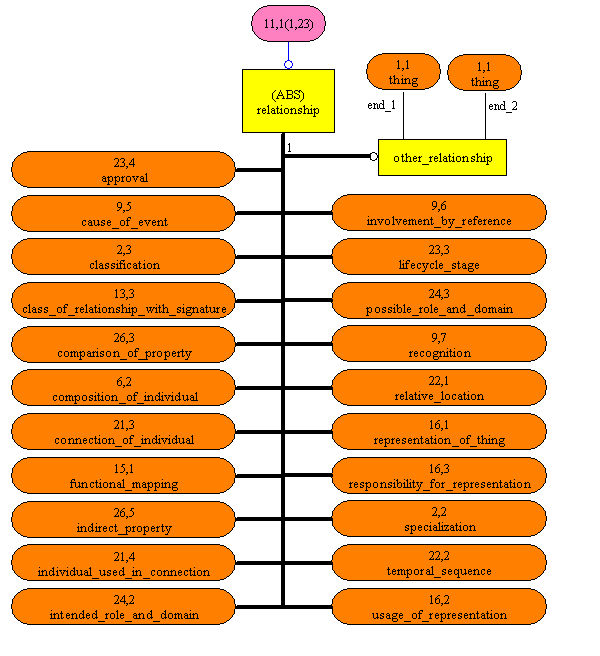 11,1(1,23)
1,1
thing
1,1
thing
end_1
end_2
(ABS)
relationship
1
other_relationship
23,4
approval
9,5
cause_of_event
9,6
involvement_by_reference
2,3
classification
23,3
lifecycle_stage
13,3
class_of_relationship_with_signature
24,3
possible_role_and_domain
26,3
comparison_of_property
9,7
recognition
6,2
composition_of_individual
22,1
relative_location
21,3
connection_of_individual
16,1
representation_of_thing
15,1
functional_mapping
16,3
responsibility_for_representation
26,5
indirect_property
2,2
specialization
21,4
individual_used_in_connection
22,2
temporal_sequence
24,2
intended_role_and_domain
16,2
usage_of_representation